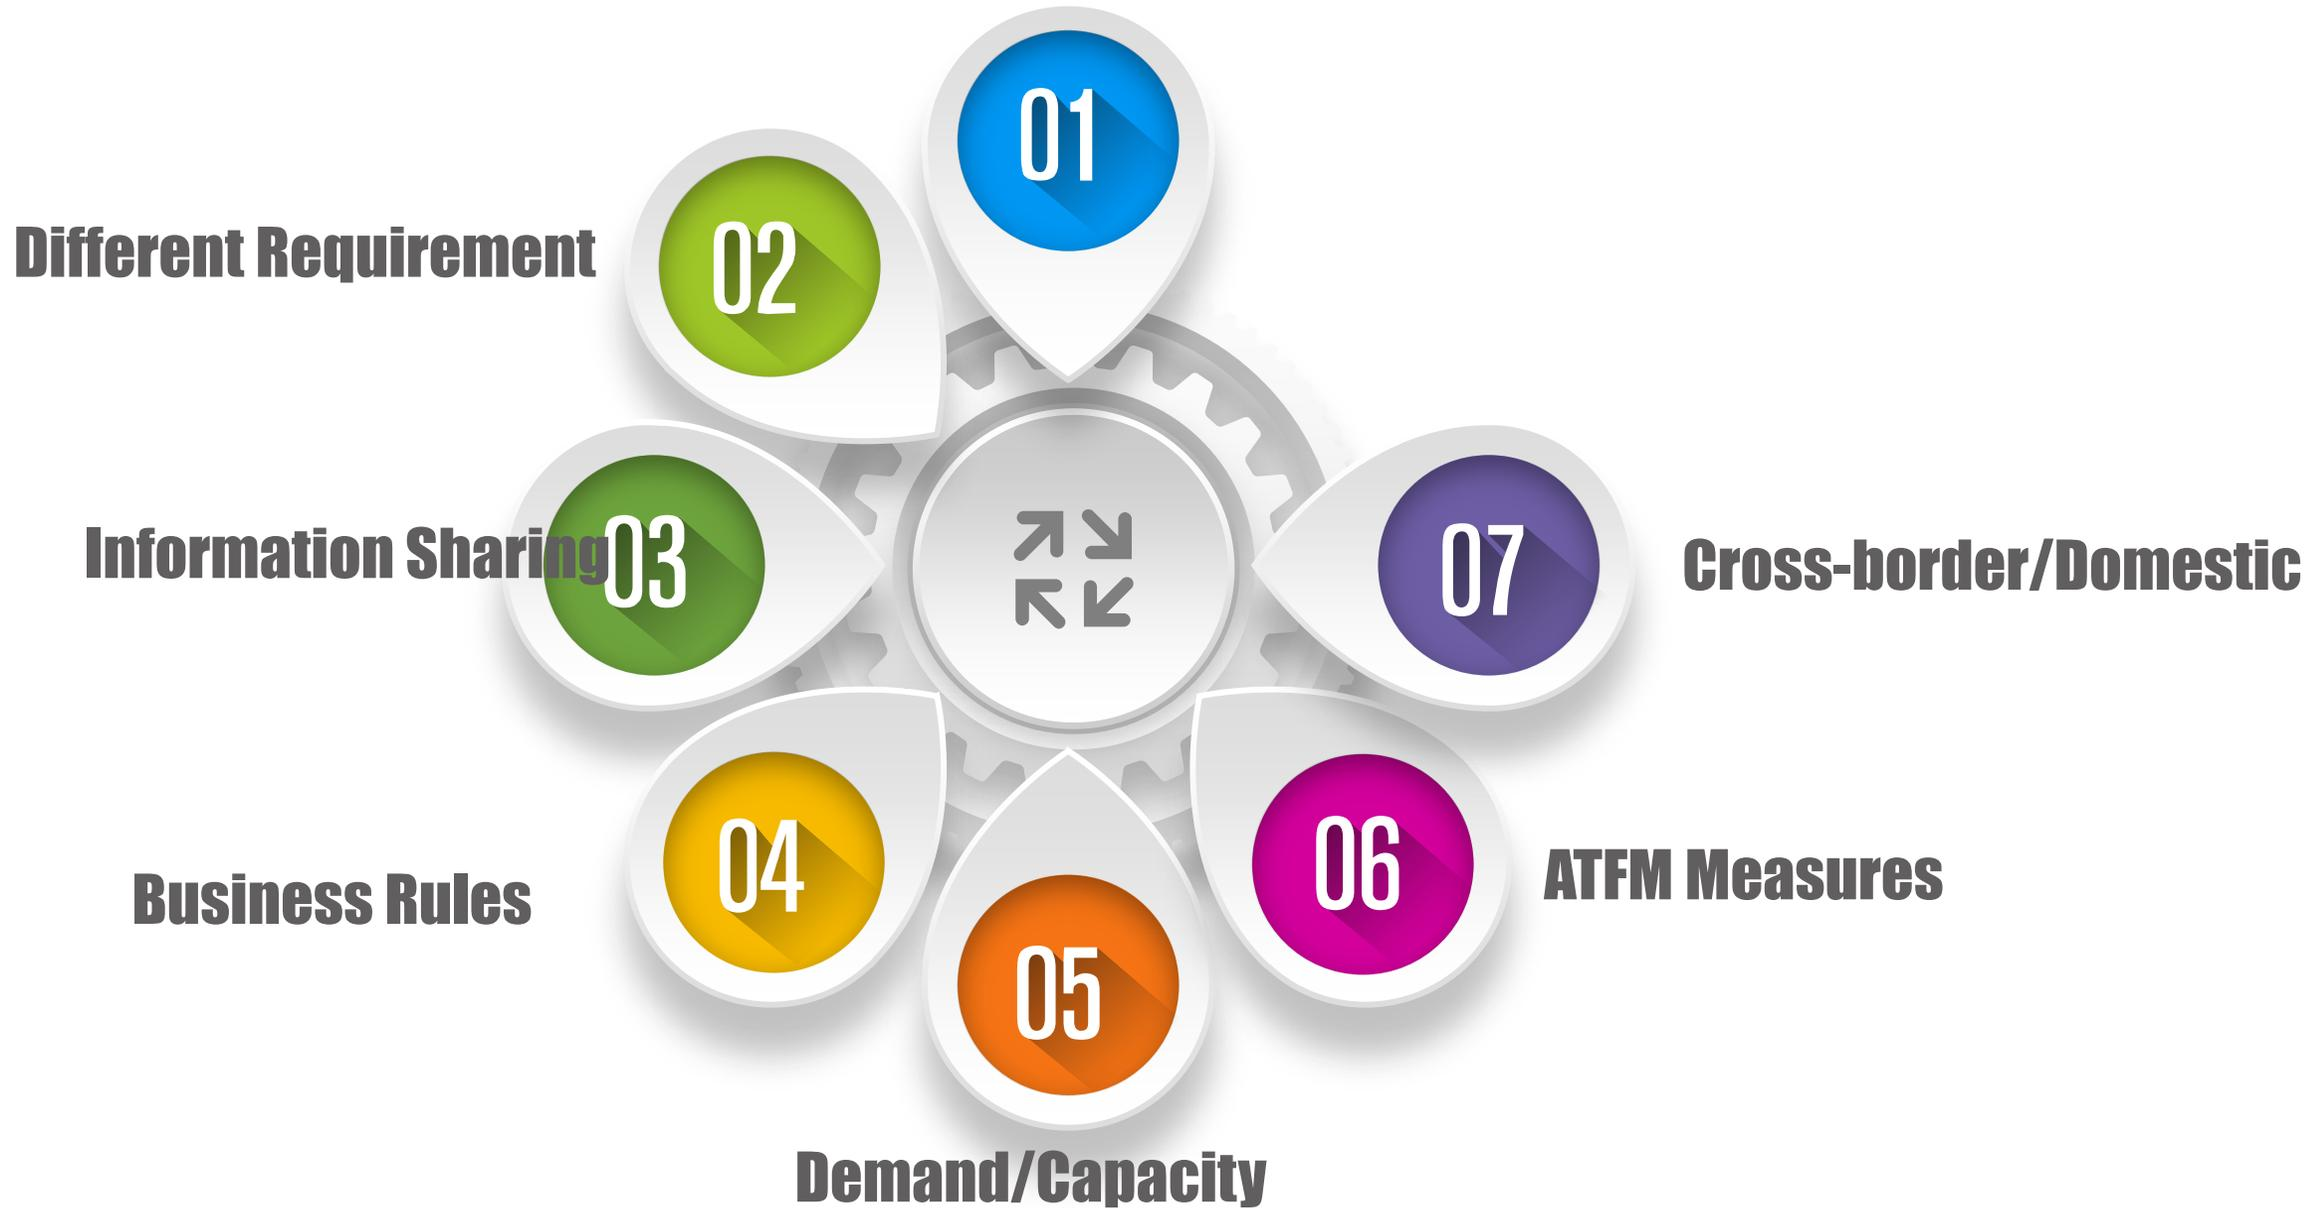 01
02
Different Requirement
03
Information Sharing
04
Business Rules
05
Demand/Capacity
06
ATFM Measures
07
Cross-border/Domestic